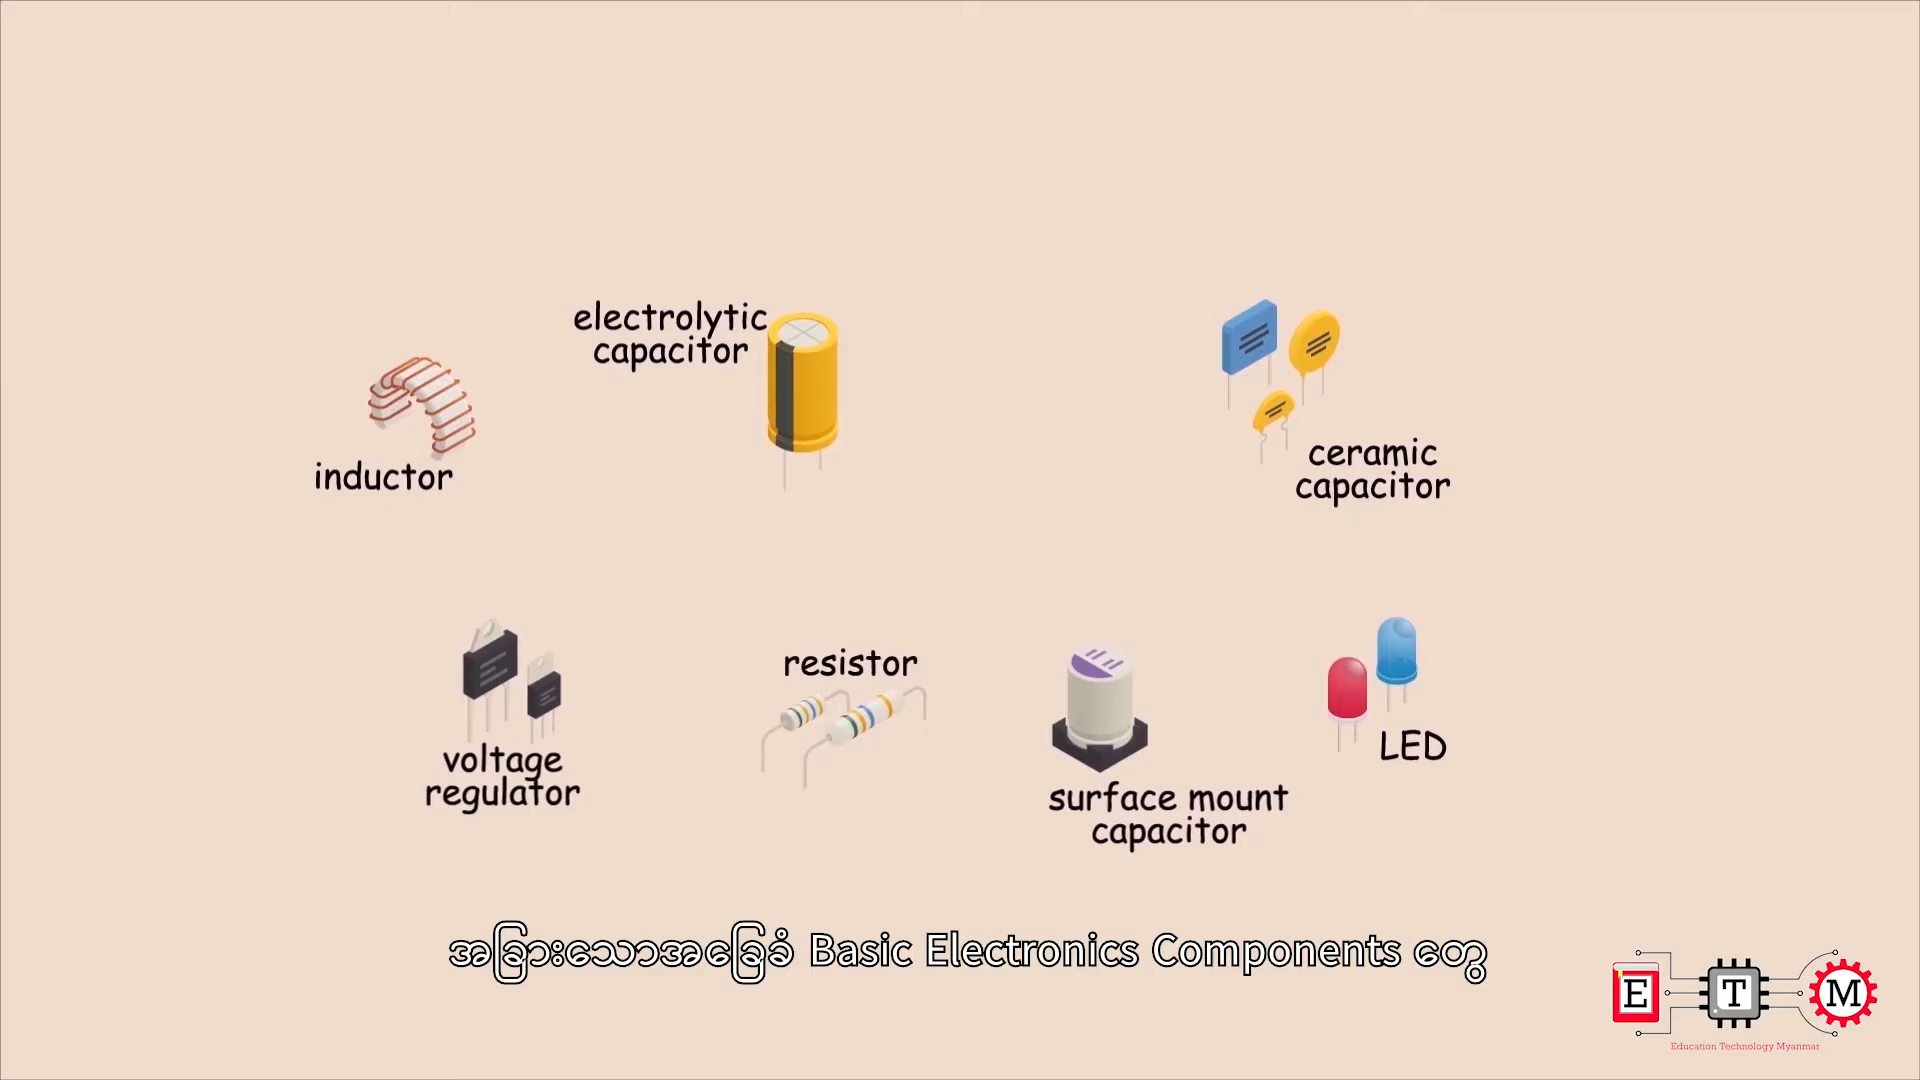 electrolytic
capacitor
inductor
ceramic
capacitor
voltage
regulator
resistor
surface mount
capacitor
LED
အခြားသောအခြေခံ Basic Electronics Components တွေ
E T M
Education Technology Myanmar